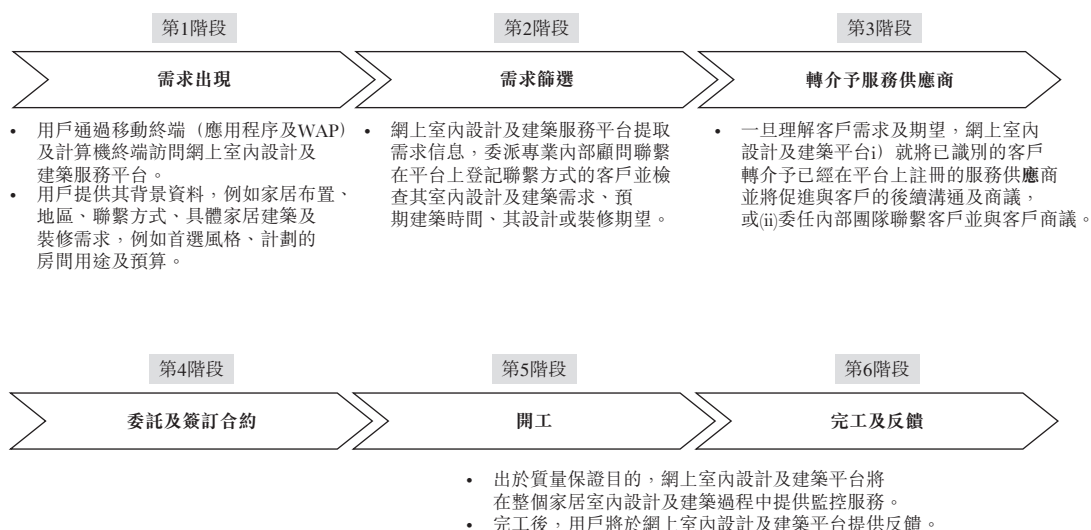 第1階段
需求出現
• 用戶通過移動終端（應用程序及WAP）
及計算機終端訪問網上室內設計及
建築服務平台。
• 用戶提供其背景資料，例如家居布置、
地區、聯繫方式、具體家居建築及
裝修需求，例如首選風格、計劃的
房間用途及預算。
第2階段
需求篩選
• 網上室內設計及建築服務平台提取
需求信息，委派專業內部顧問聯繫
在平台上登記聯繫方式的客戶並檢
查其室內設計及建築需求、預
期建築時間、其設計或裝修期望。
第3階段
轉介予服務供應商
• 一旦理解客戶需求及期望，網上室內
設計及建築平台i）就將已識別的客戶
轉介予已經在平台上註冊的服務供應商
並將促進與客戶的後續溝通及商議，
或(ii)委任內部團隊聯繫客戶並與客戶商議。
第4階段
委託及簽訂合約
第5階段
開工
第6階段
完工及反饋
• 出於質量保證目的，網上室內設計及建築平台將
在整個家居室內設計及建築過程中提供監控服務。
• 完工後，用戶將於網上室內設計及建築平台提供反饋。